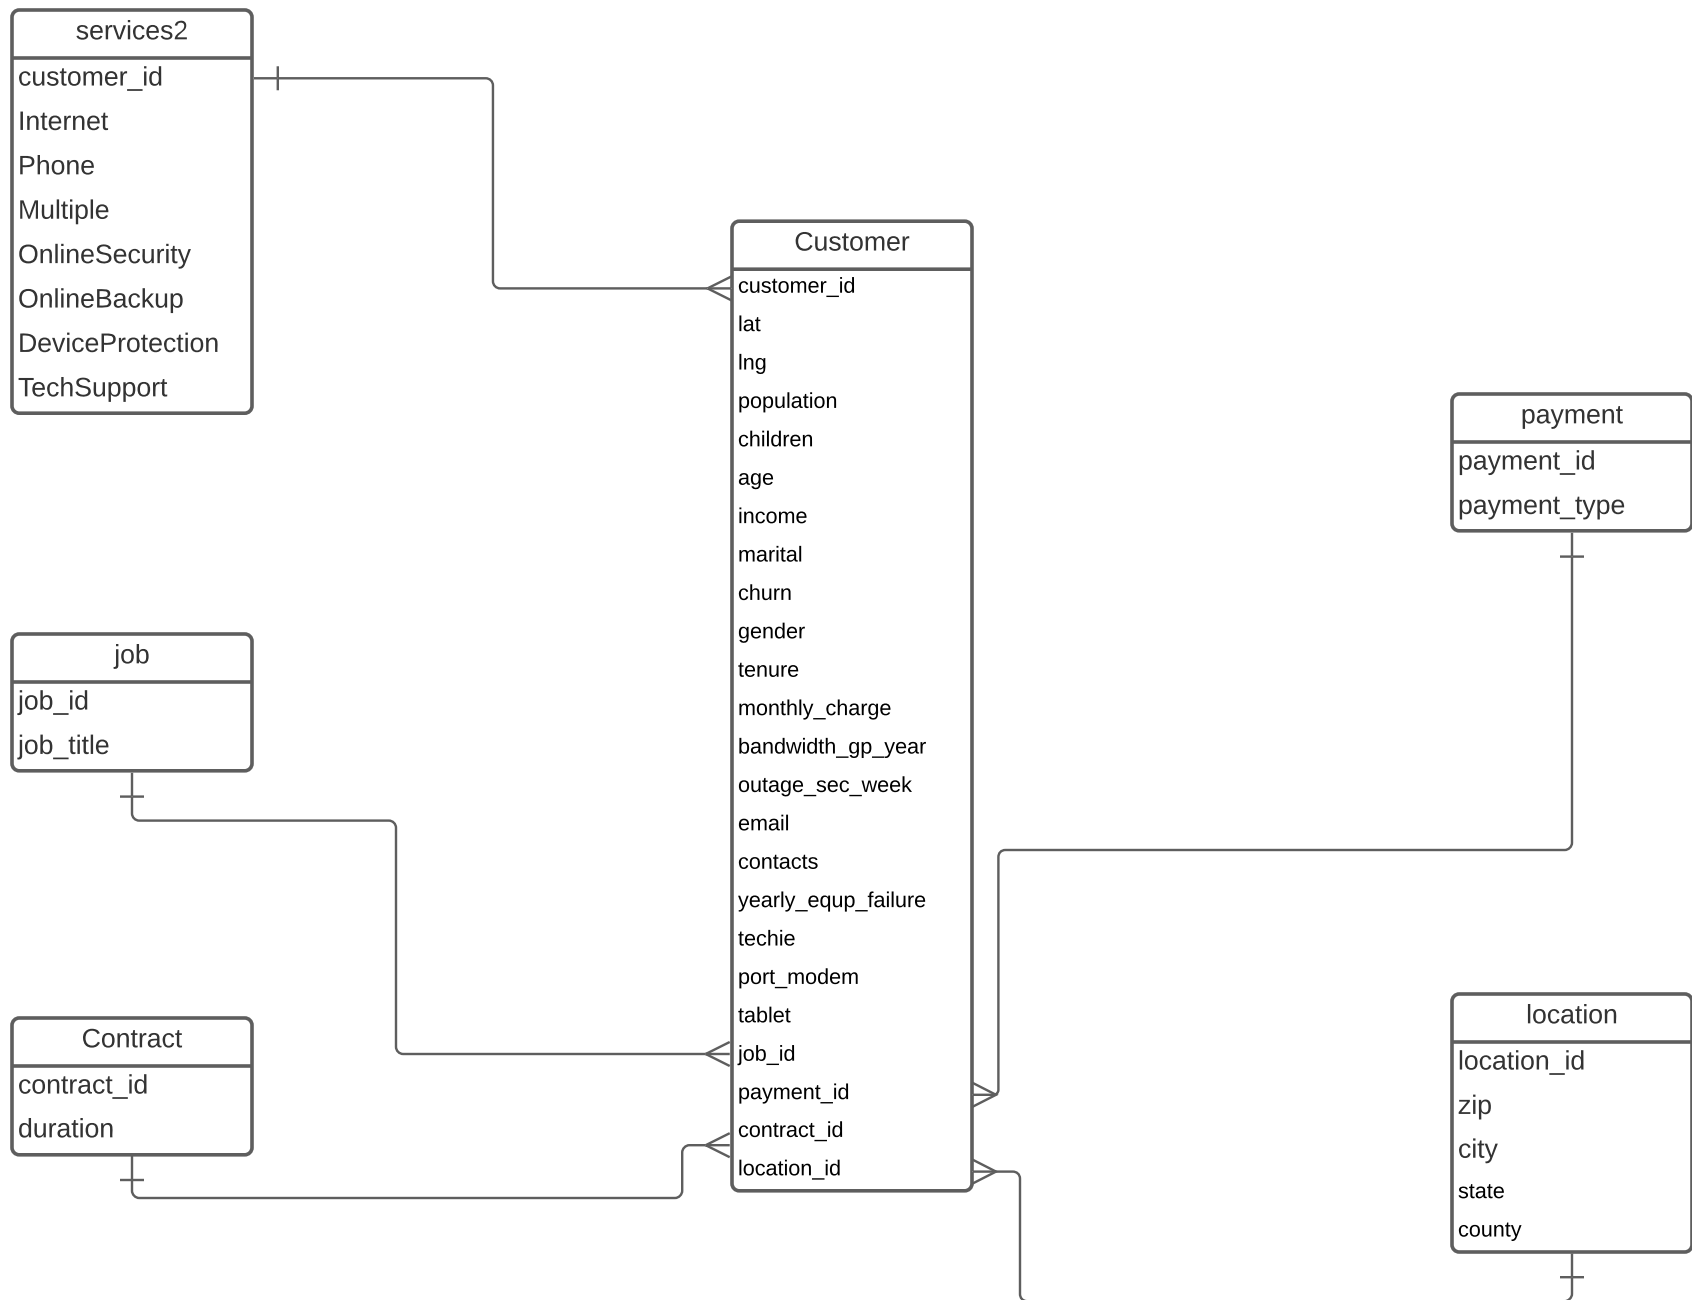 services2
customer_id
Internet
Phone
Multiple
OnlineSecurity
OnlineBackup
DeviceProtection
TechSupport
Customer
customer_id
lat
lng
population
children
age
income
marital
churn
gender
tenure
monthly_charge
bandwidth_gp_year
outage_sec_week
email
contacts
yearly_equp_failure
techie
port_modem
tablet
job_id
payment_id
contract_id
location_id
payment
payment_id
payment_type
job
job_id
job_title
Contract
contract_id
duration
location
location_id
zip
city
state
county